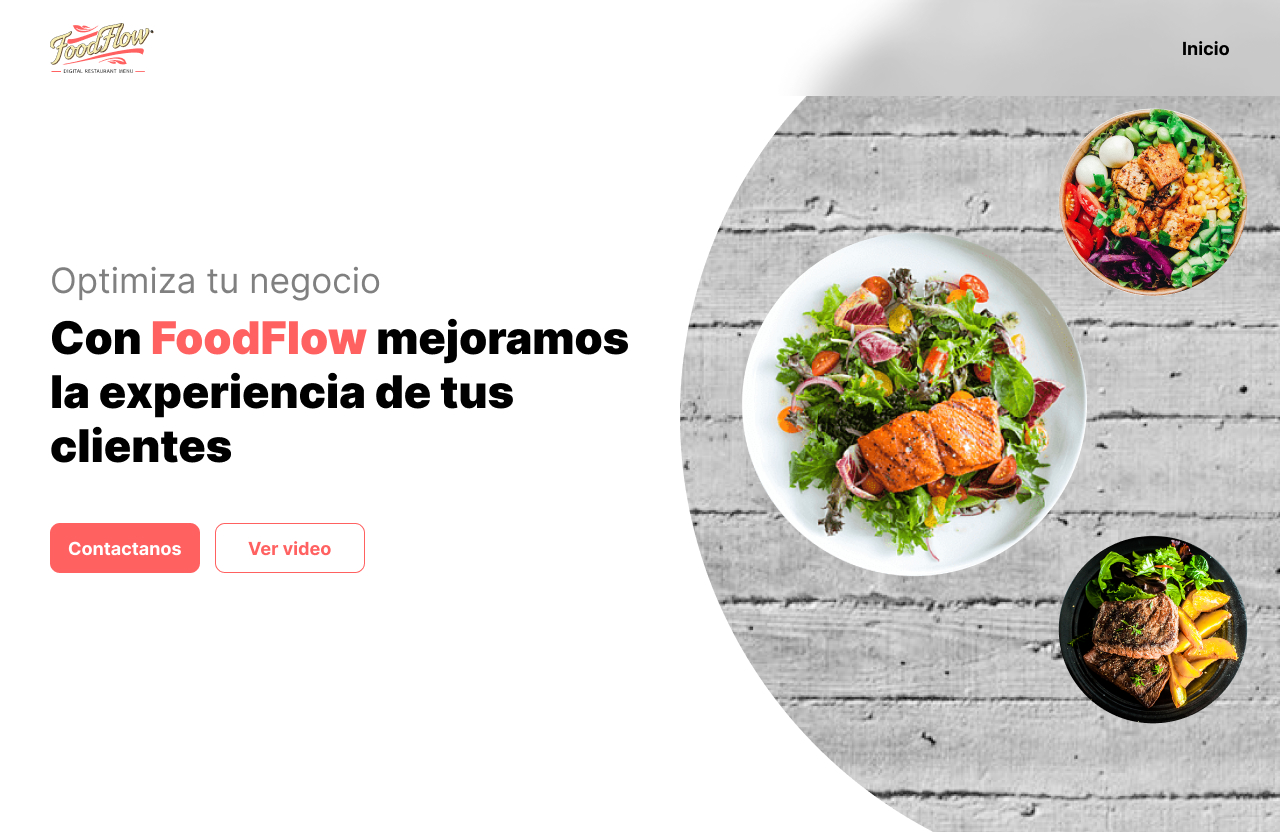 FoodFlow
DIGITAL RESTAURANT MENU
Inicio
Optimiza tu negocio
Con FoodFlow mejoramos
la experiencia de tus
clientes
Contactanos
Ver video